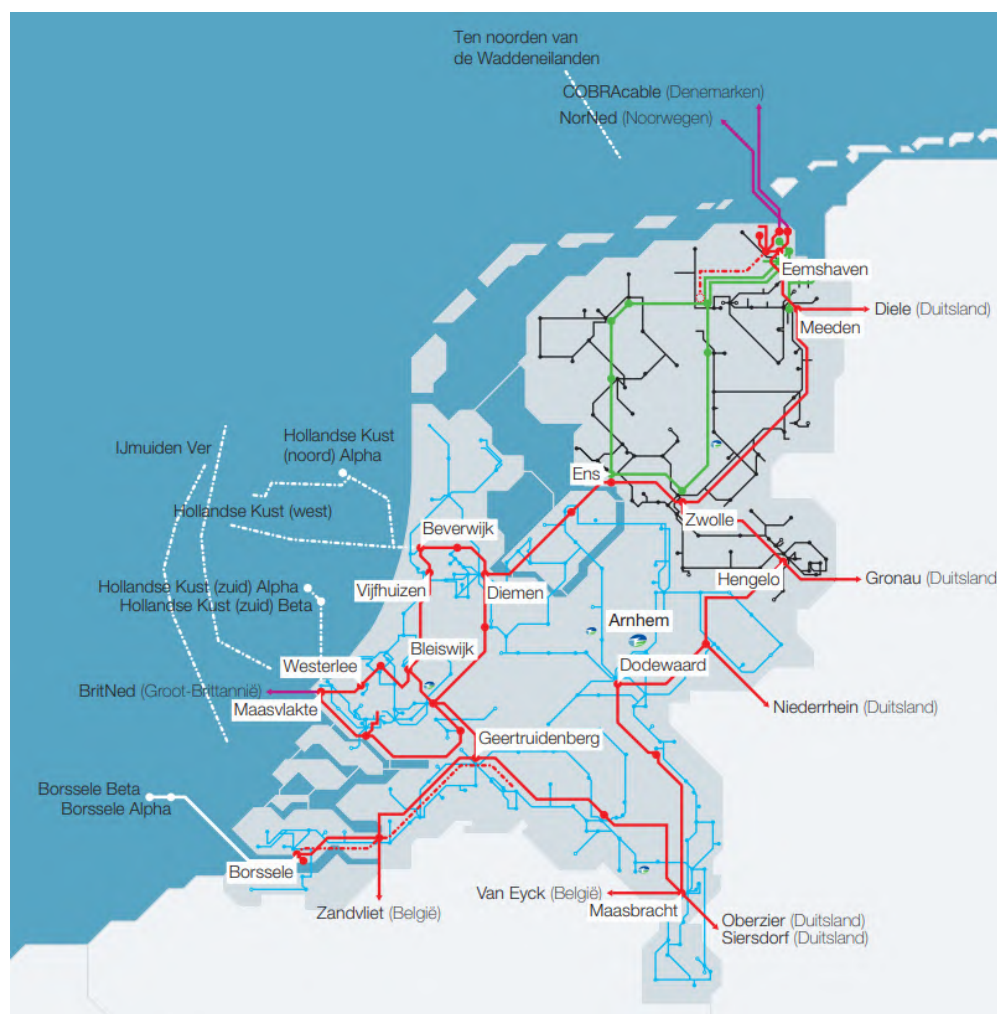 Ten noorden van
de Waddeneilanden
COBRAcable (Denemarken)
NorNed (Noorwegen)
Eemshaven
Diele (Duitsland)
Meeden
IJmuiden Ver
Hollandse Kust
(noord) Alpha
Ens
Hollandse Kust (west)
Zwolle
Beverwijk
Hengelo
Gronau (Duitsland
Vijfhuizen
Diemen
Hollandse Kust (zuid) Alpha
Hollandse Kust (zuid) Beta
Arnhem
Bleiswijk
Westerlee
Dodewaard
BritNed (Groot-Brittannië)
Maasvlakte
Niederrhein (Duitsland)
Geertruidenberg
Borssele Beta
Borssele Alpha
Borssele
Van Eyck (België)
Zandvliet (België)
Maasbracht
Oberzier (Duitsland)
Siersdorf (Duitsland)